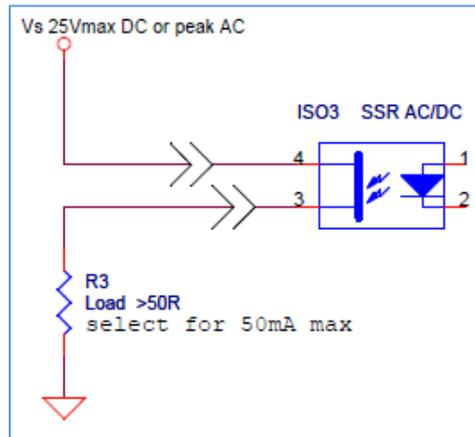 Vs 25Vmax DC or peak AC
ISO3 SSR AC/DC
4
1
3
2
R3
Load >50R
select for 50mA max